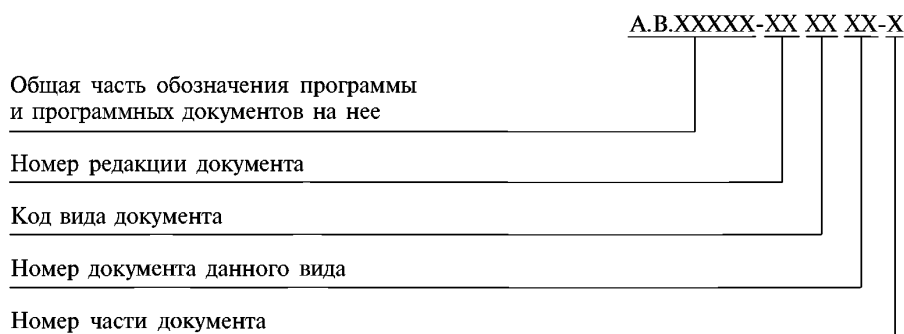 А.В.ХХХХХ-ХХ ХХ ХХ-Х
Общая часть обозначения программы
и программных документов на нее
Номер редакции документа
Код вида документа
Номер документа данного вида
Номер части документа